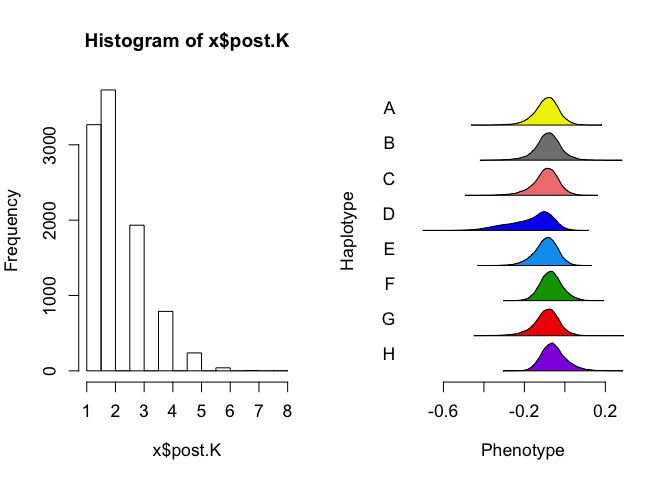 Histogram of x$post.K
Frequency
0
1000
2000
3000
1 2 3 4 5 6 7 8
x$post.K
Haplotype
A
B
C
D
E
F
G
H
-0.6 -0.2 0.2
Phenotype